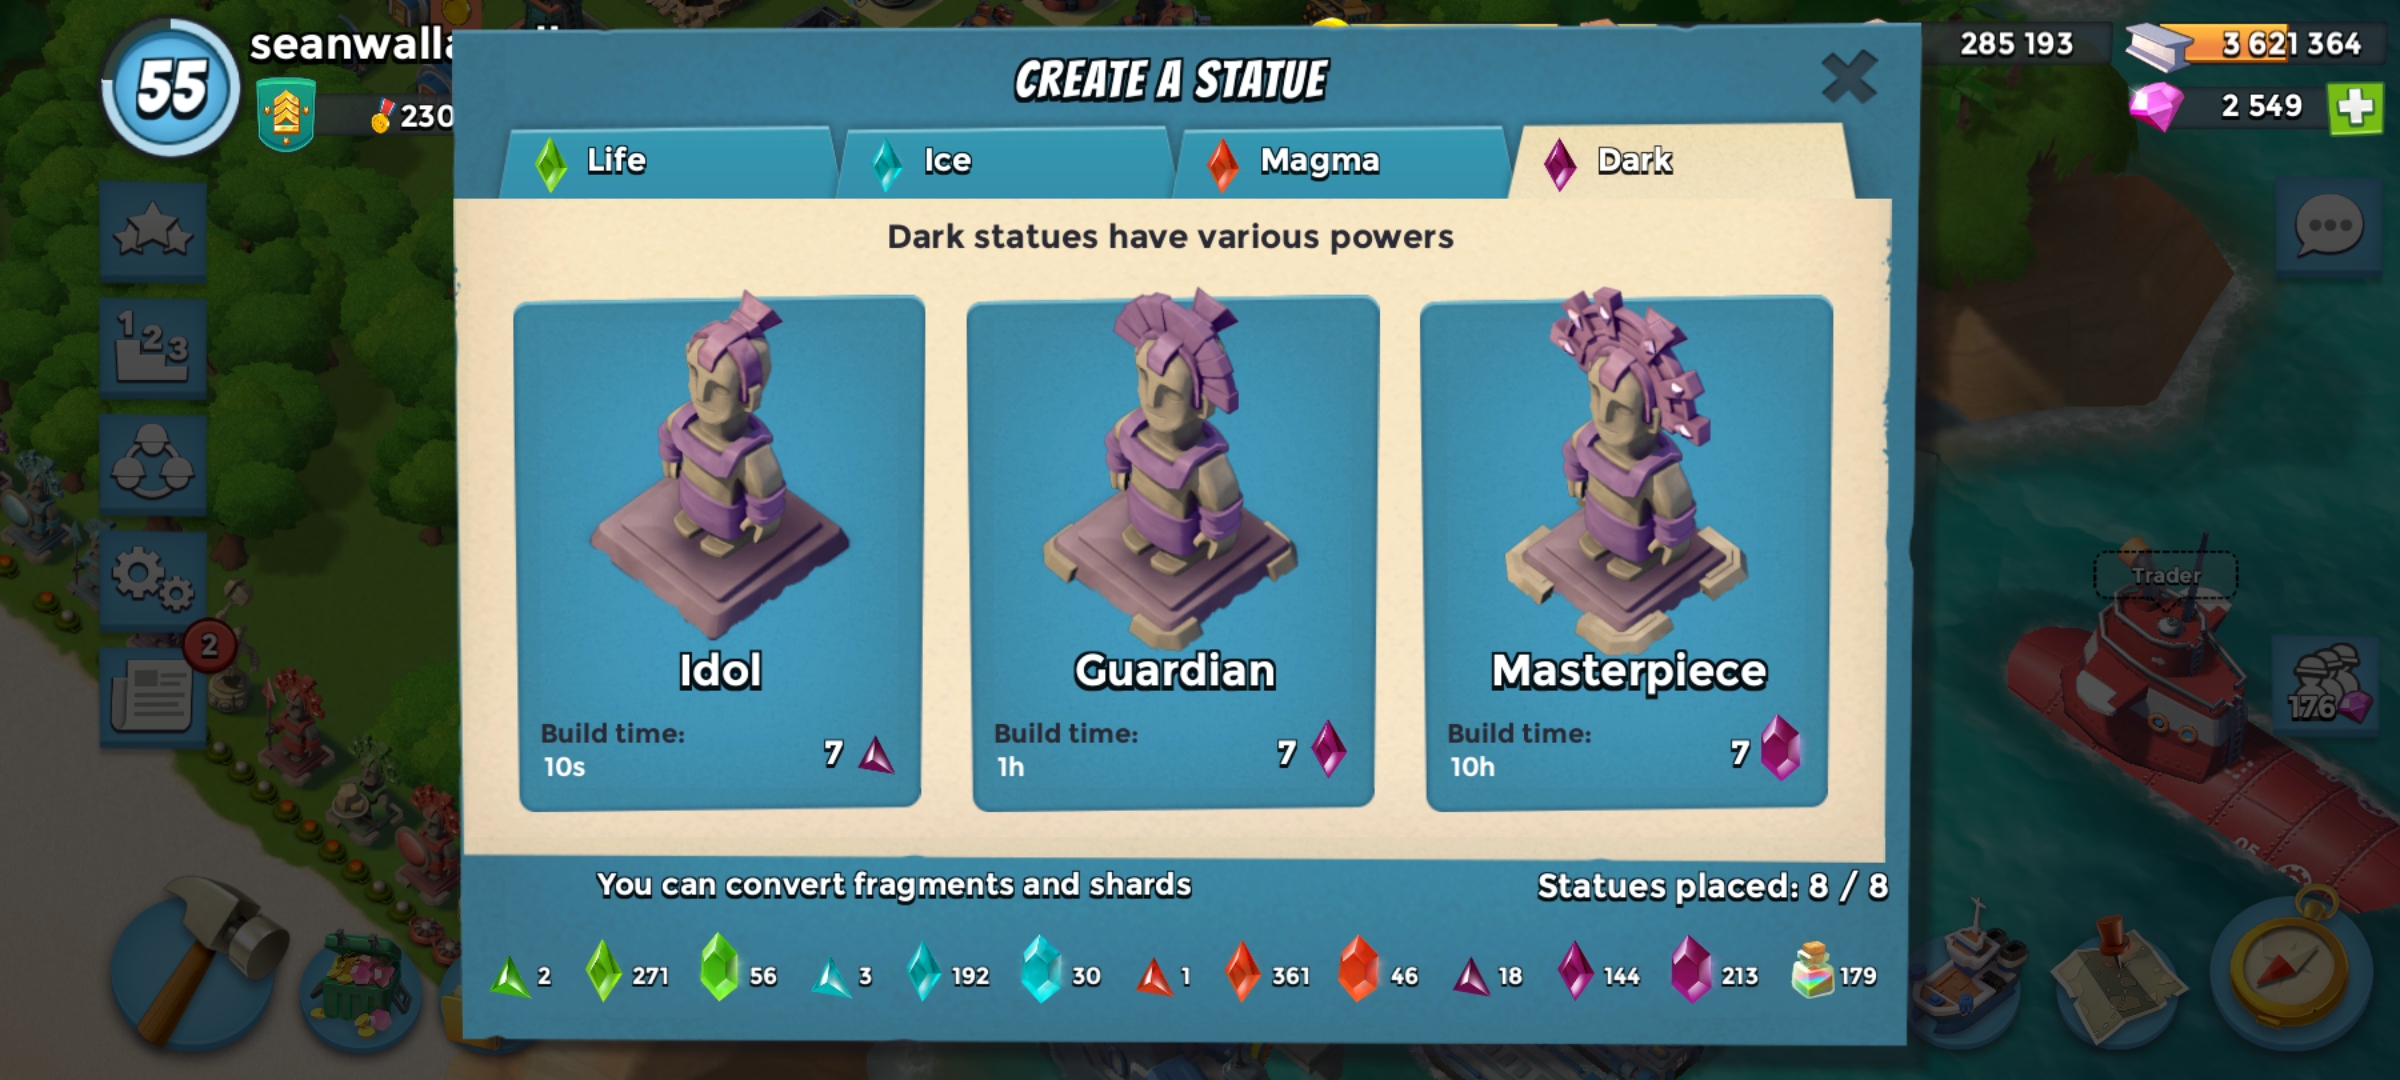 55
230
285 193
3 621 364
2 549
CREATE A STATUE
Life
Ice
Magma
Dark
Dark statues have various powers
Idol
Build time:
10s
7
Guardian
Build time:
1h
7
Masterpiece
Build time:
10h
7
You can convert fragments and shards
Statues placed: 8 / 8
2
271
56
3
192
30
1
361
46
18
144
213
179
1 2 3
2
Trader
176